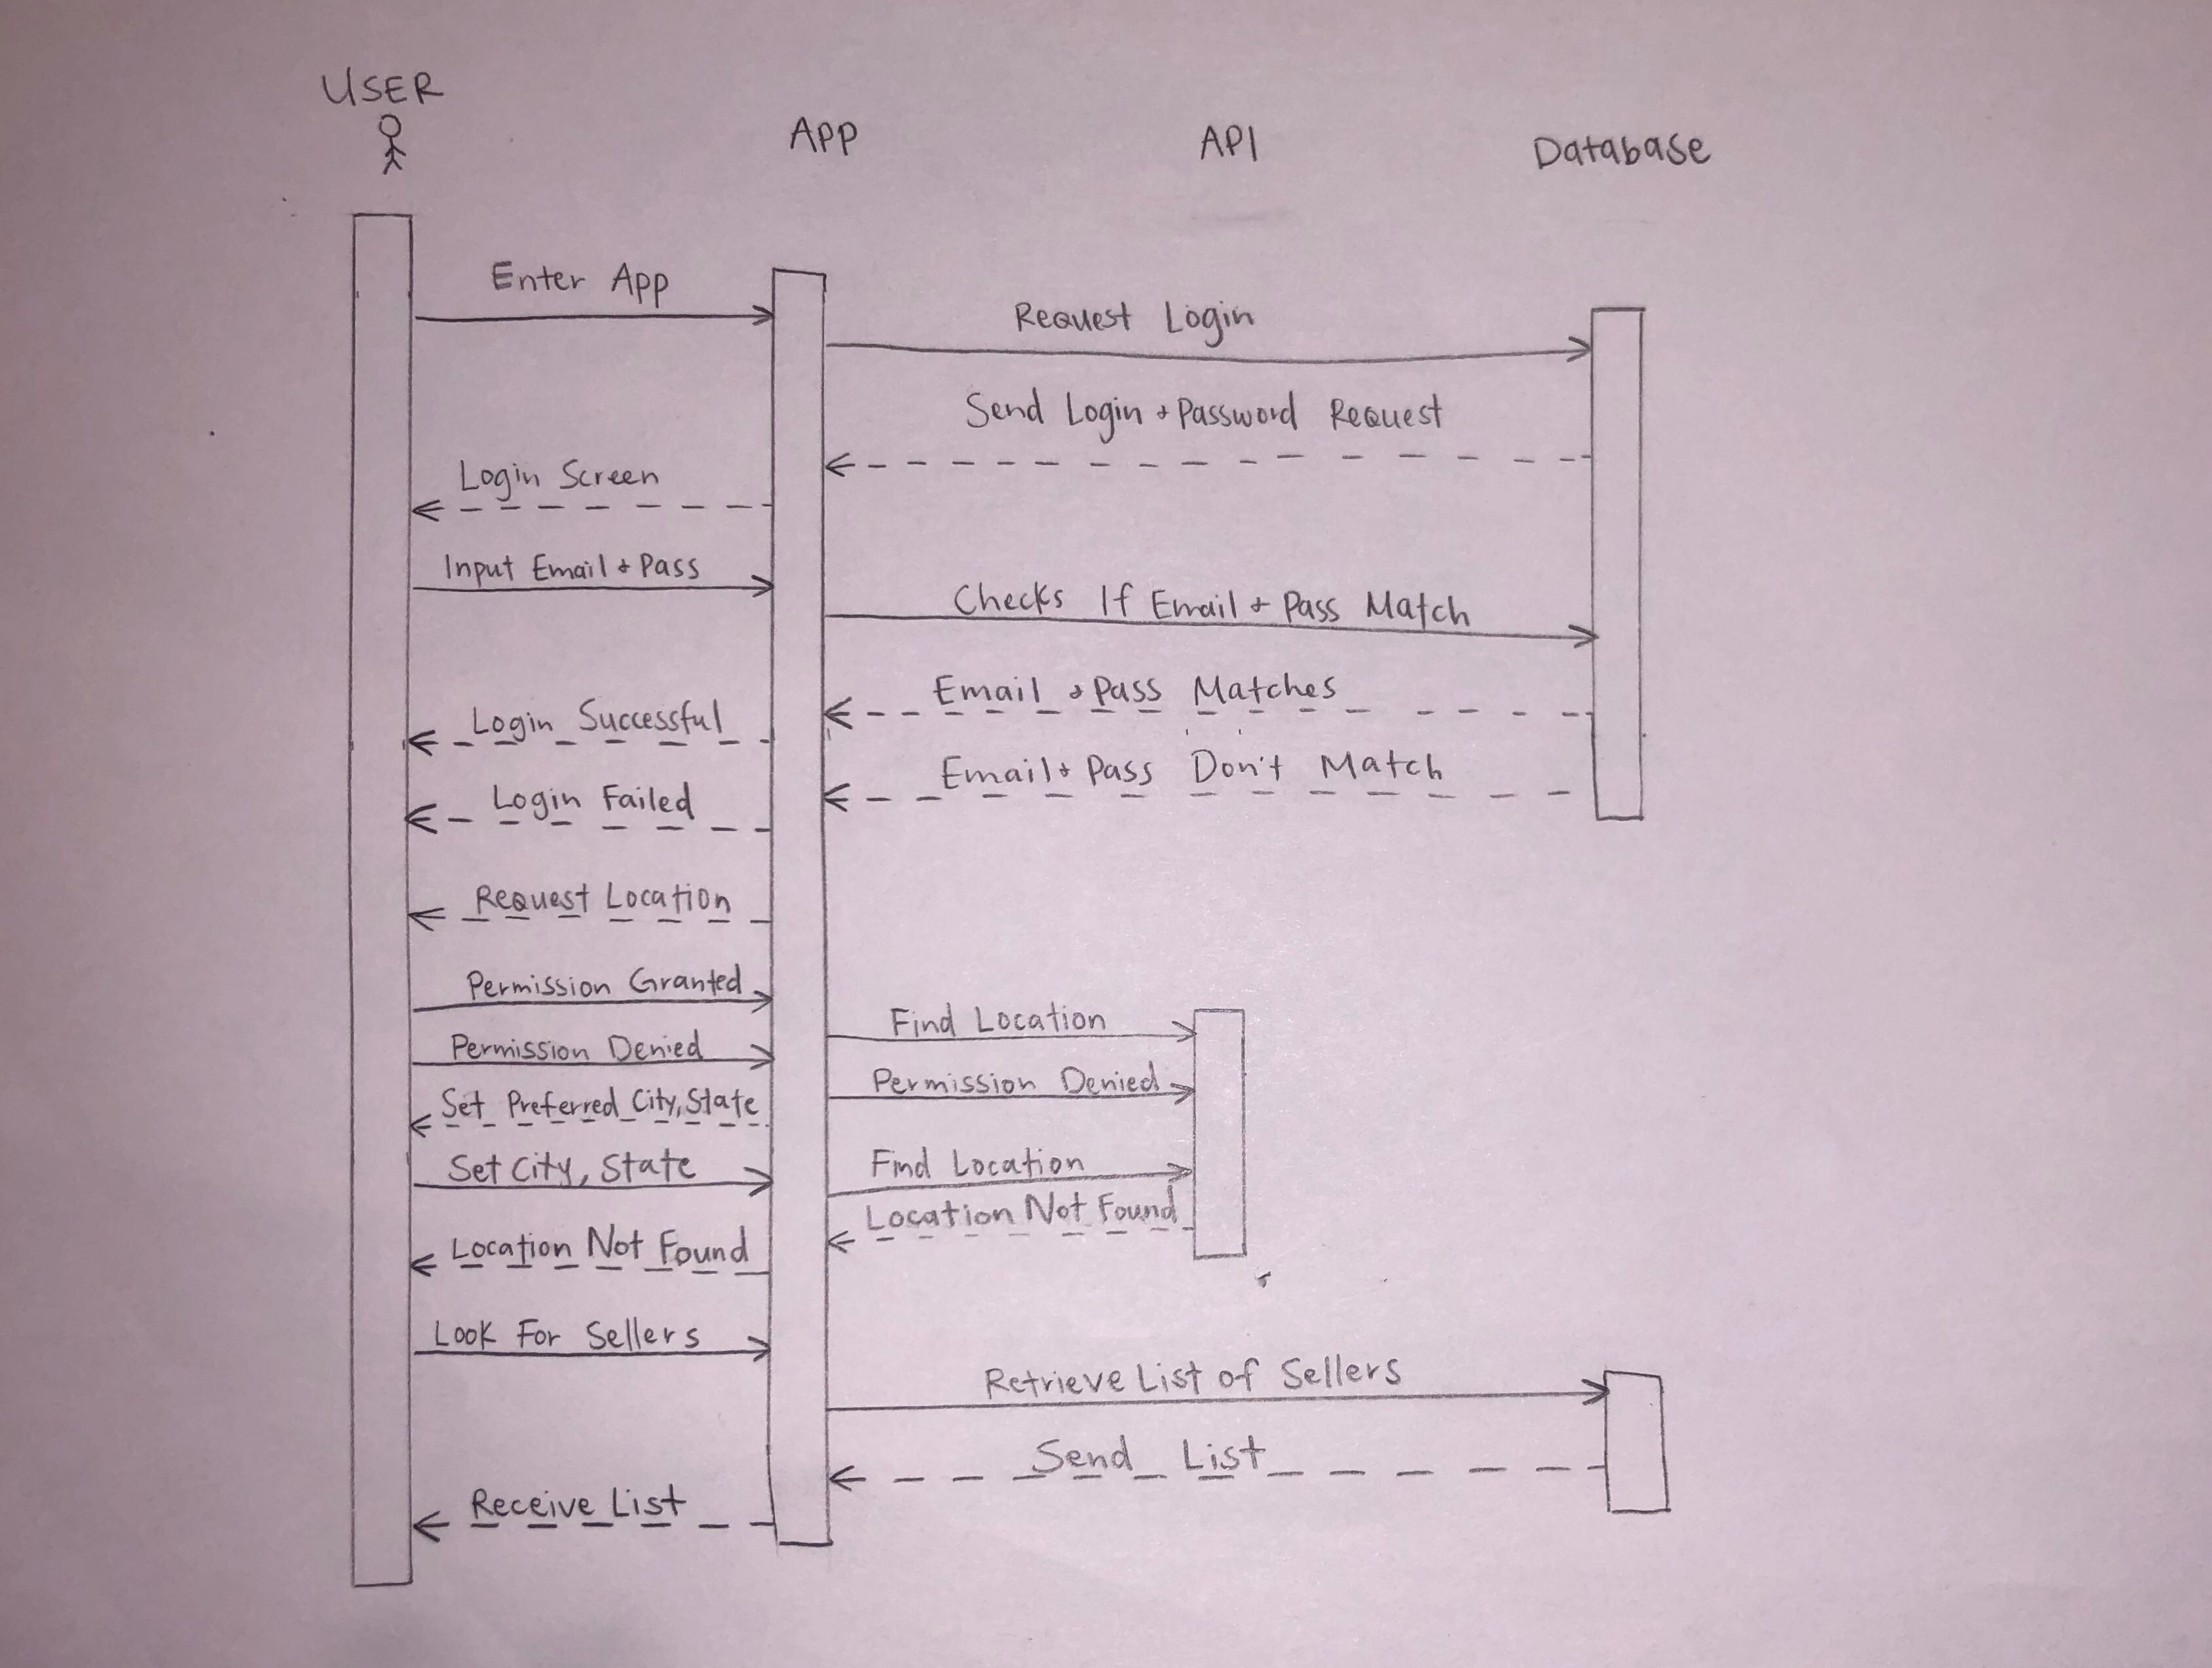 USER
App
API
Database
Enter App
Request Login
Send Login + Password Request
Login Screen
Input Email + Pass
Checks If Email + Pass Match
Email + Pass Matches
Login Successful
Email + Pass Don't Match
Login Failed
Request Location
Permission Granted
Find Location
Permission Denied
Permission Denied
Set Preferred City, State
Set City, State
Find Location
Location Not Found
Location Not Found
Look For Sellers
Retrieve List of Sellers
Send List
Receive List